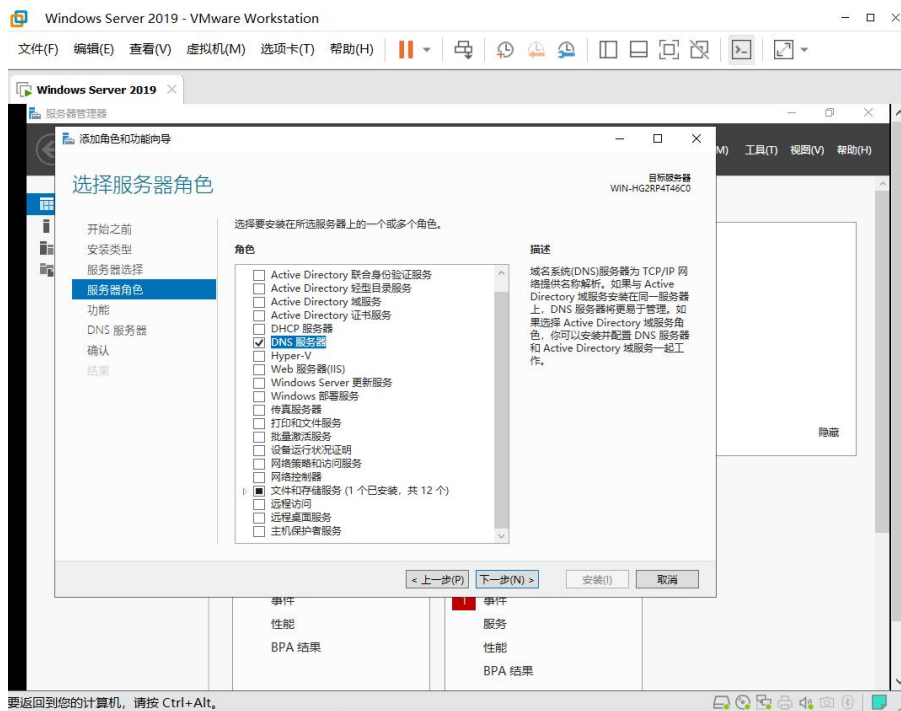 Windows Server 2019 - VMware Workstation
文件(F) 编辑(E) 查看(V) 虚拟机(M) 选项卡(T) 帮助(H)
Windows Server 2019
服务器管理器
添加角色和功能向导
M) 工具(T) 视图(V) 帮助(H)
选择服务器角色
目标服务器
WIN-HG2RP4T46C0
开始之前
安装类型
服务器选择
服务器角色
功能
DNS 服务器
确认
结果
选择要安装在所选服务器上的一个或多个角色。
角色
Active Directory 联合身份验证服务
Active Directory 轻型目录服务
Active Directory 域服务
Active Directory 证书服务
DHCP 服务器
DNS 服务器
Hyper-V
Web 服务器(IIS)
Windows Server 更新服务
Windows 部署服务
传真服务器
打印和文件服务
批量激活服务
设备运行状况证明
网络策略和访问服务
网络控制器
文件和存储服务 (1 个已安装，共 12 个)
远程访问
远程桌面服务
主机保护者服务
描述
域名系统(DNS)服务器为 TCP/IP 网
络提供名称解析。如果与 Active
Directory 域服务安装在同一服务器
上，DNS 服务器将更易于管理。如
果选择 Active Directory 域服务角
色，你可以安装并配置 DNS 服务器
和 Active Directory 域服务一起工
作。
隐藏
< 上一步(P) 下一步(N) > 安装(I) 取消
事件
性能
BPA 结果
1 事件
服务
性能
BPA 结果
要返回到您的计算机，请按 Ctrl+Alt。